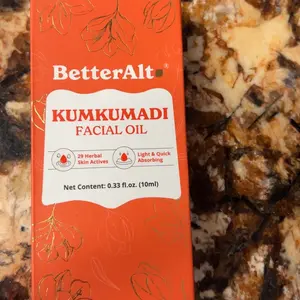 BetterAlt
KUMKUMADI
FACIAL OIL
29 Herbal
Skin Actives
Light & Quick
Absorbing
Net Content: 0.33 fl.oz. (10ml)